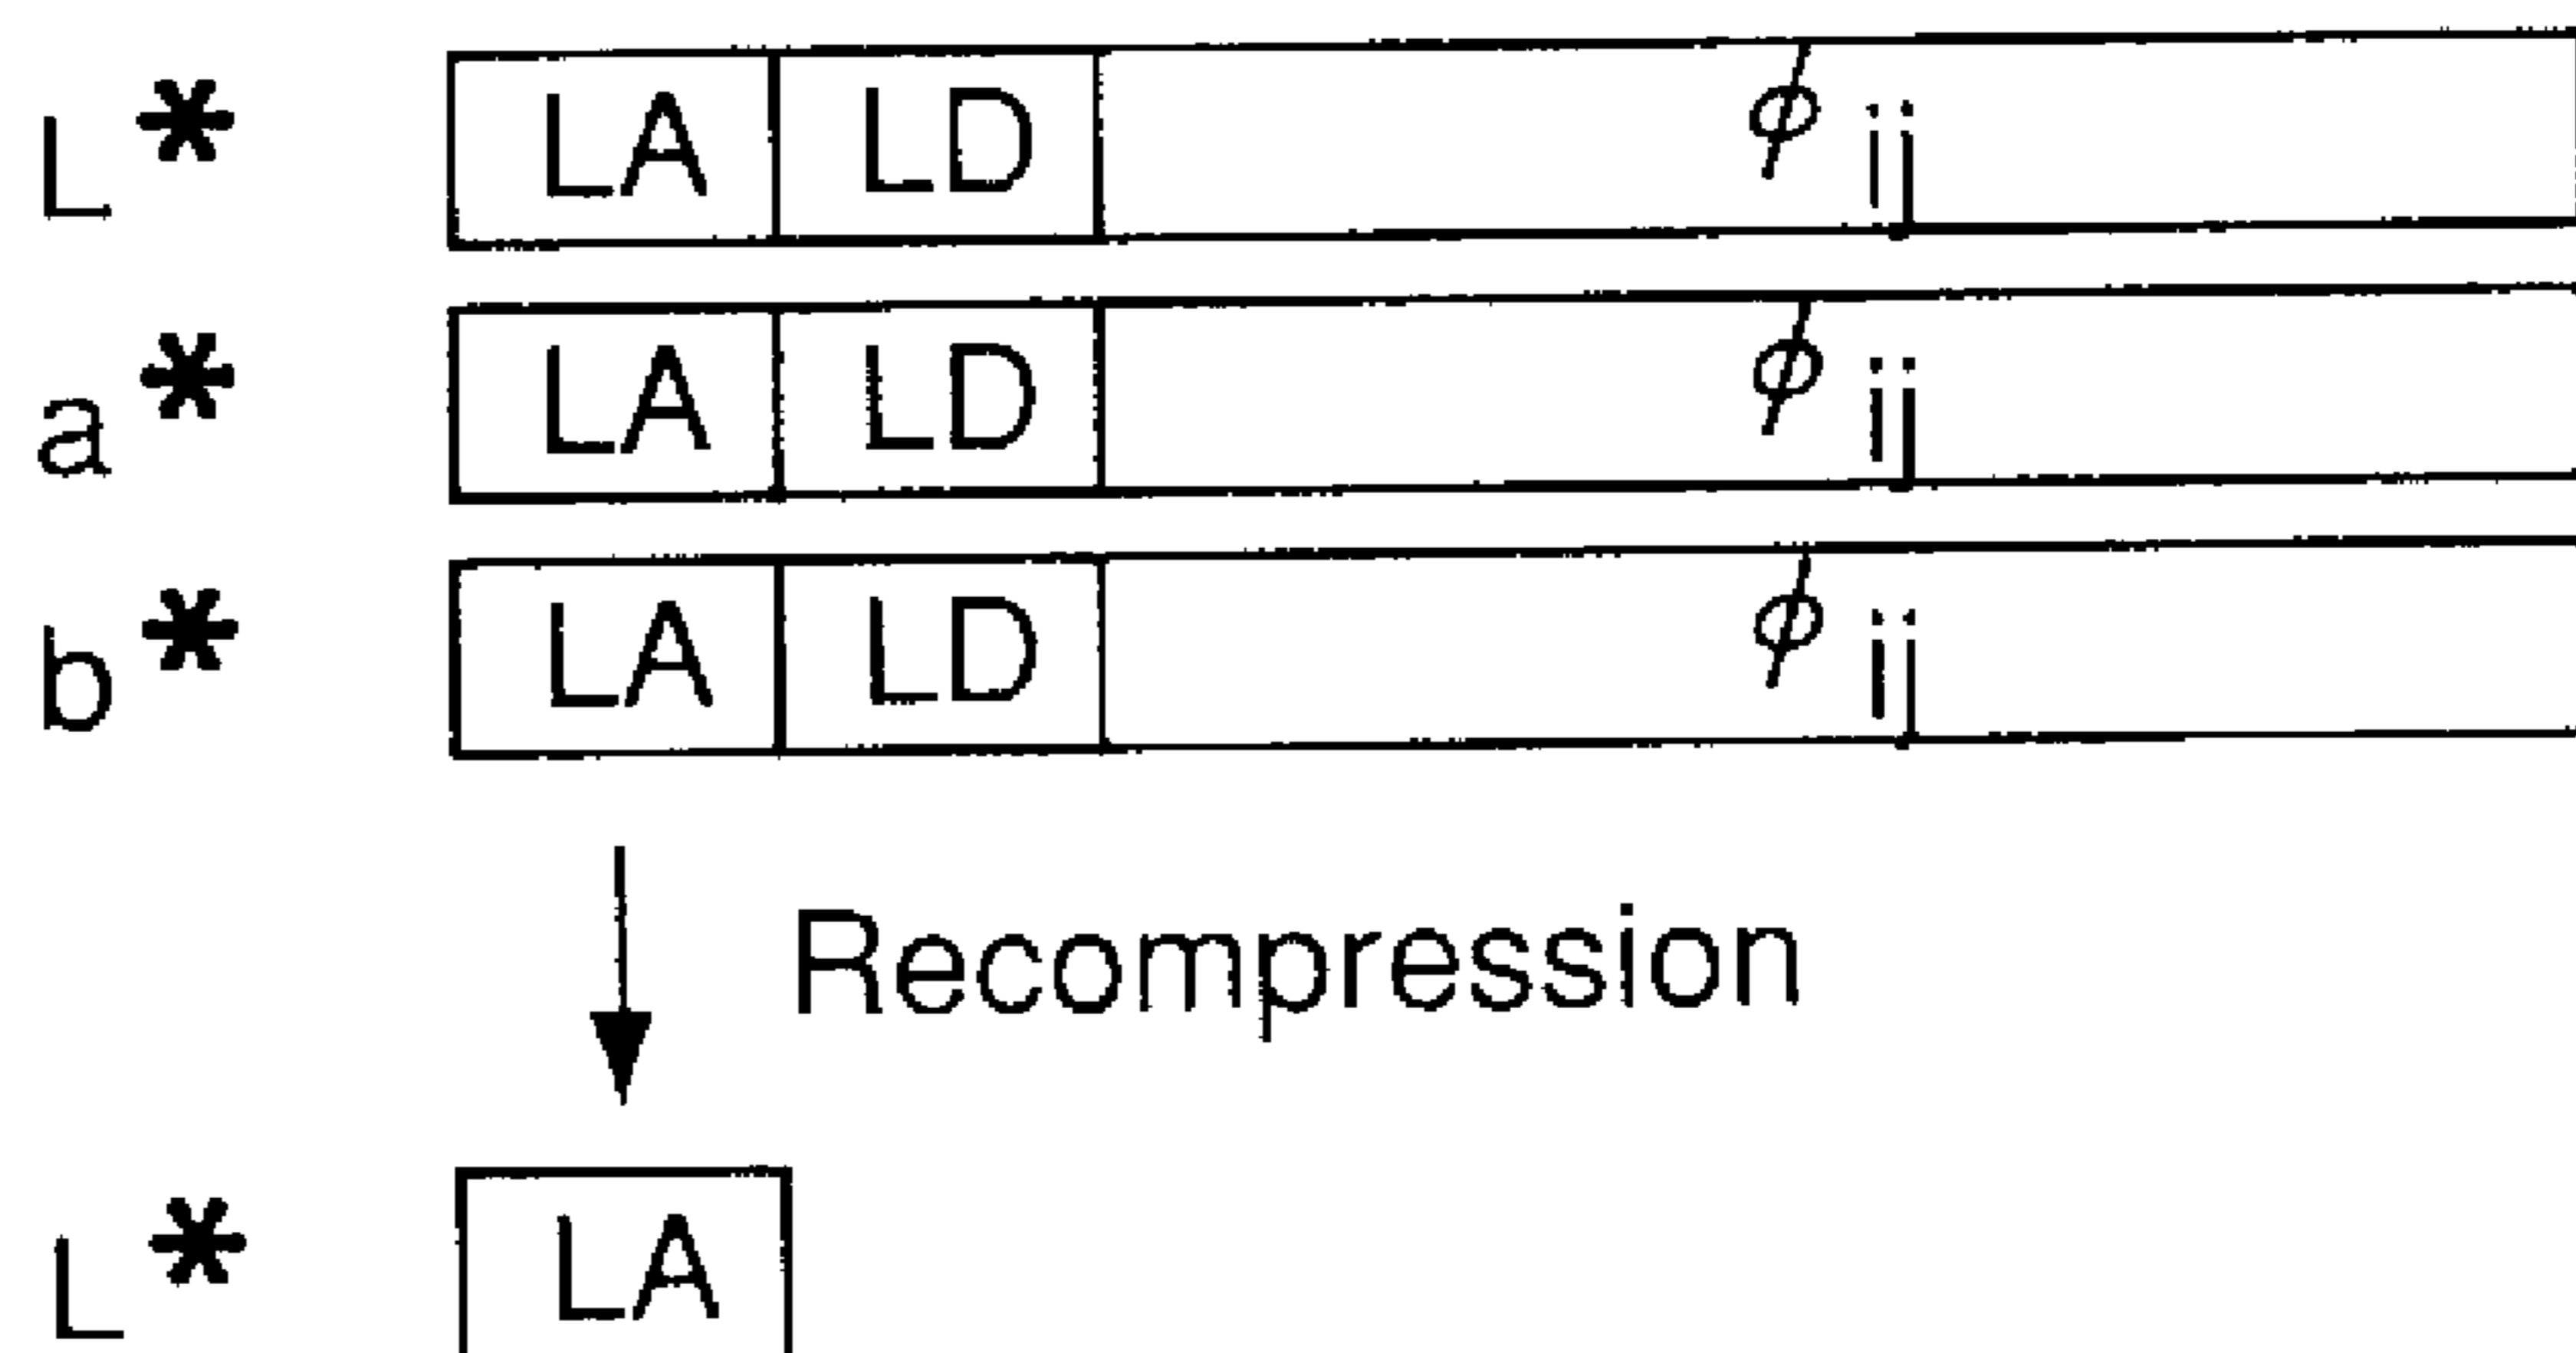 L* LA LD ϕij
a* LA LD ϕij
b* LA LD ϕij
Recompression
L* LA